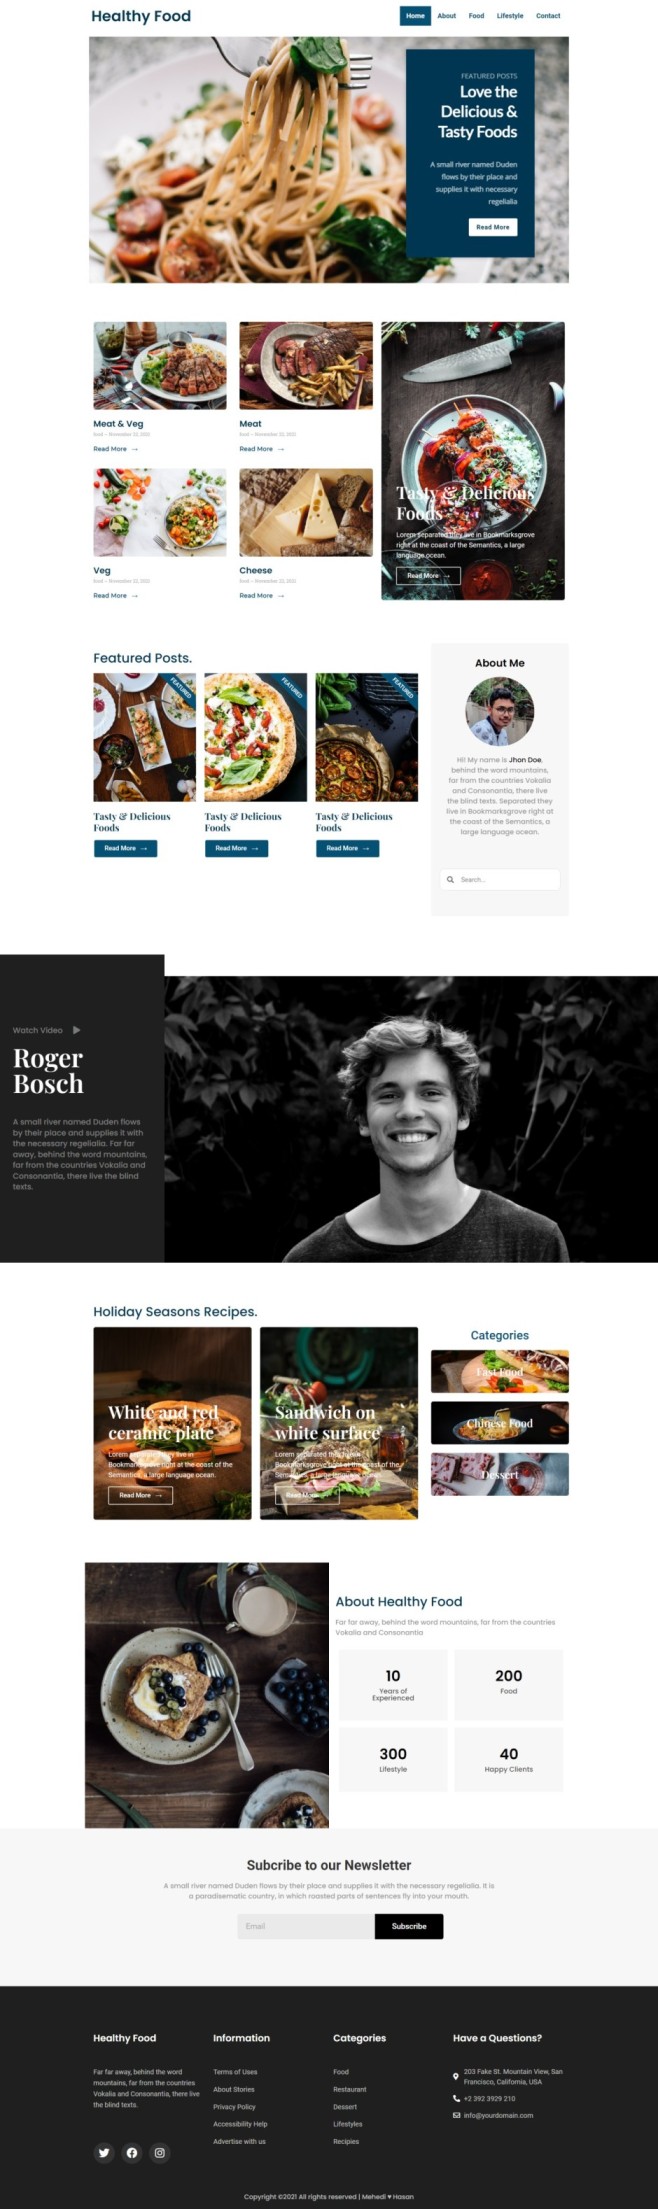 Healthy Food
Home About Food Lifestyle Contact
FEATURED POSTS
Love the
Delicious &
Tasty Foods
A small river named Duden
flows by their place and
supplies it with necessary
regelialia
Read More
Meat & Veg
food • November 22, 2021
Read More →
Meat
food • November 22, 2021
Read More →
Veg
food • November 22, 2021
Read More →
Cheese
food • November 22, 2021
Read More →
Tasty & Delicious
Foods
Lorem separated they live in Bookmarksgrove
right at the coast of the Semantics, a large
language ocean.
Read More →
Featured Posts.
FEATURED
Tasty & Delicious
Foods
Read More →
FEATURED
Tasty & Delicious
Foods
Read More →
FEATURED
Tasty & Delicious
Foods
Read More →
About Me
Hi! My name is Jhon Doe,
behind the word mountains,
far from the countries Vokalia
and Consonantia, there live
the blind texts. Separated they
live in Bookmarksgrove right at
the coast of the Semantics, a
large language ocean.
Search...
Watch Video
Roger
Bosch
A small river named Duden flows
by their place and supplies it with
the necessary regelialia. Far far
away, behind the word mountains,
far from the countries Vokalia and
Consonantia, there live the blind
texts.
Holiday Seasons Recipes.
White and red
ceramic plate
Lorem separated they live in
Bookmarksgrove right at the coast of the
Semantics, a large language ocean.
Read More →
Sandwich on
white surface
Lorem separated they live in
Bookmarksgrove right at the coast of the
Semantics, a large language ocean.
Read More →
Categories
Fast Food
Chinese Food
Dessert
About Healthy Food
Far far away, behind the word mountains, far from the countries
Vokalia and Consonantia
10
Years of
Experienced
200
Food
300
Lifestyle
40
Happy Clients
Subcribe to our Newsletter
A small river named Duden flows by their place and supplies it with the necessary regelialia. It is
a paradisematic country, in which roasted parts of sentences fly into your mouth.
Email
Subscribe
Healthy Food
Far far away, behind the word
mountains, far from the countries
Vokalia and Consonantia, there live
the blind texts.
Information
Terms of Uses
About Stories
Privacy Policy
Accessibility Help
Advertise with us
Categories
Food
Restaurant
Dessert
Lifestyles
Recipies
Have a Questions?
203 Fake St. Mountain View, San
Francisco, California, USA
+2 392 3929 210
info@yourdomain.com
Copyright ©2021 All rights reserved | Mehedi ♥ Hasan